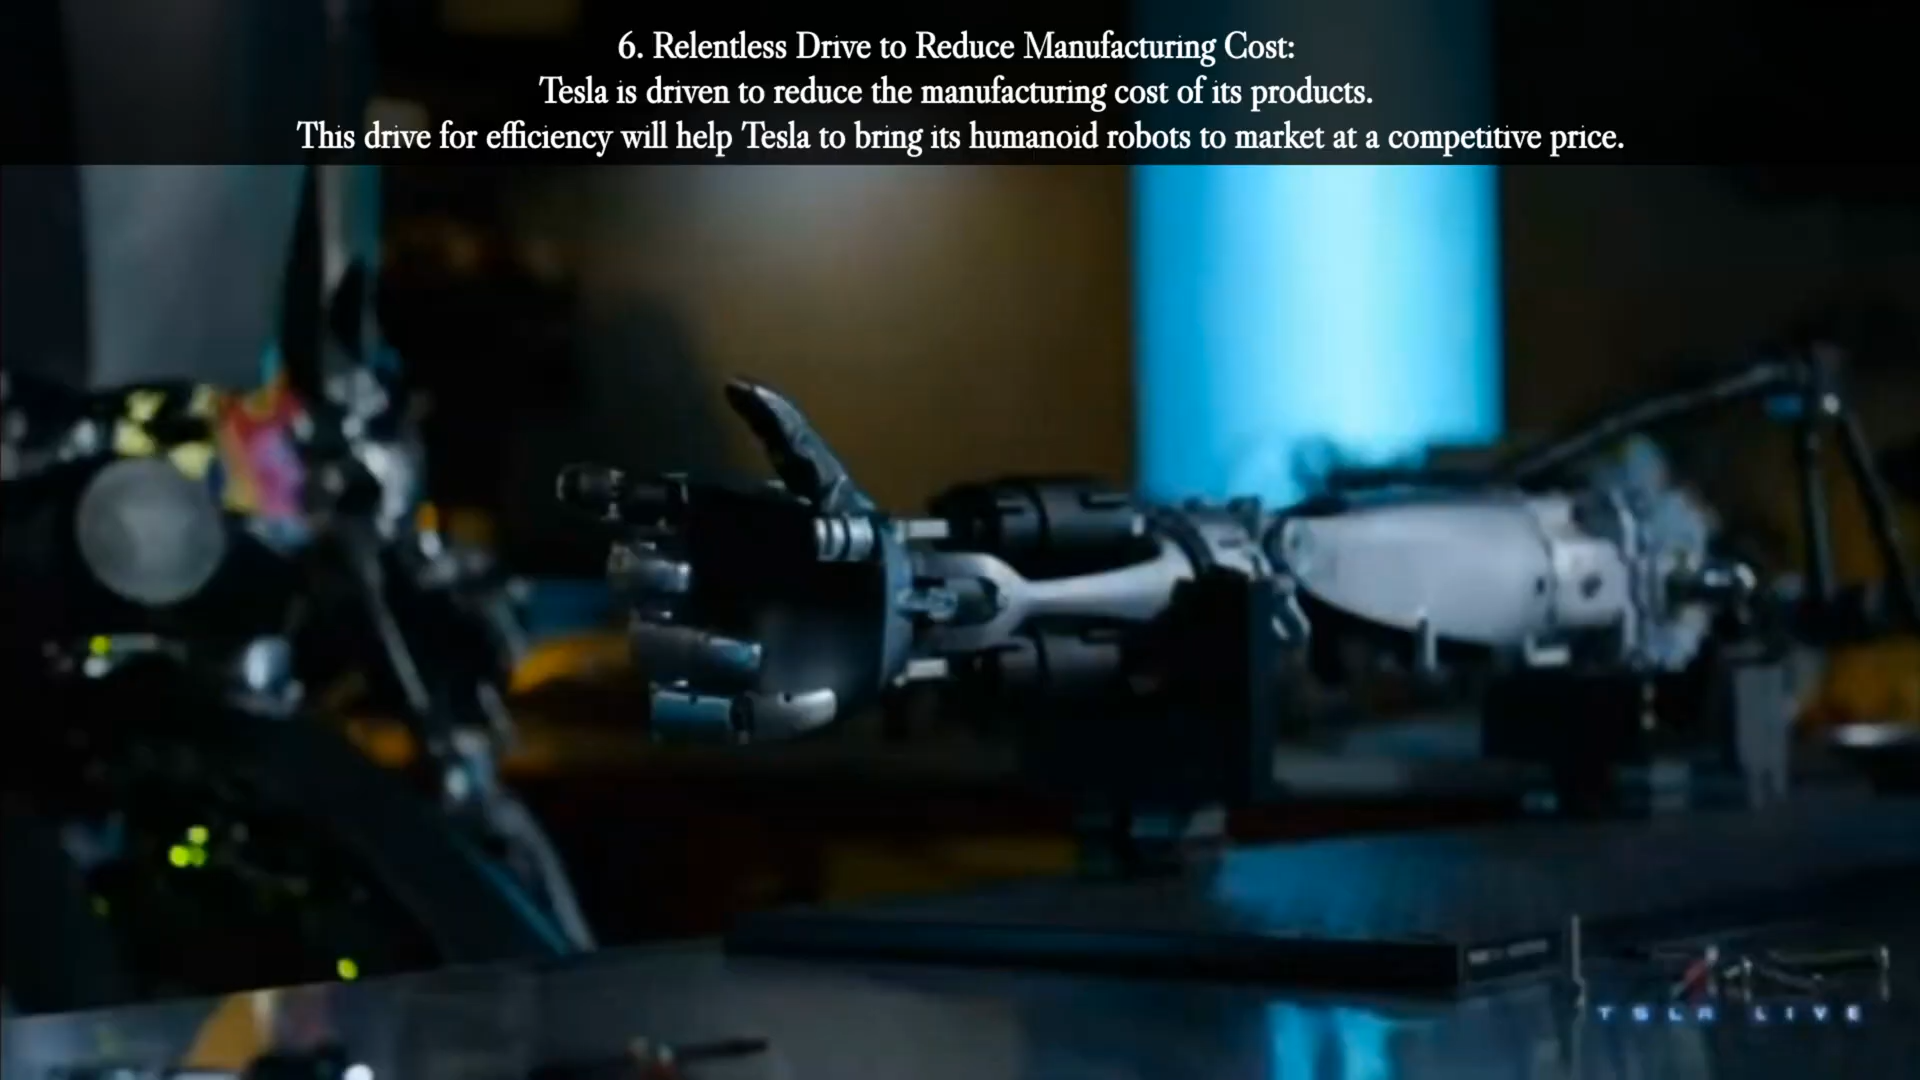 6. Relentless Drive to Reduce Manufacturing Cost:
Tesla is driven to reduce the manufacturing cost of its products.
This drive for efficiency will help Tesla to bring its humanoid robots to market at a competitive price.
TSLA LIVE